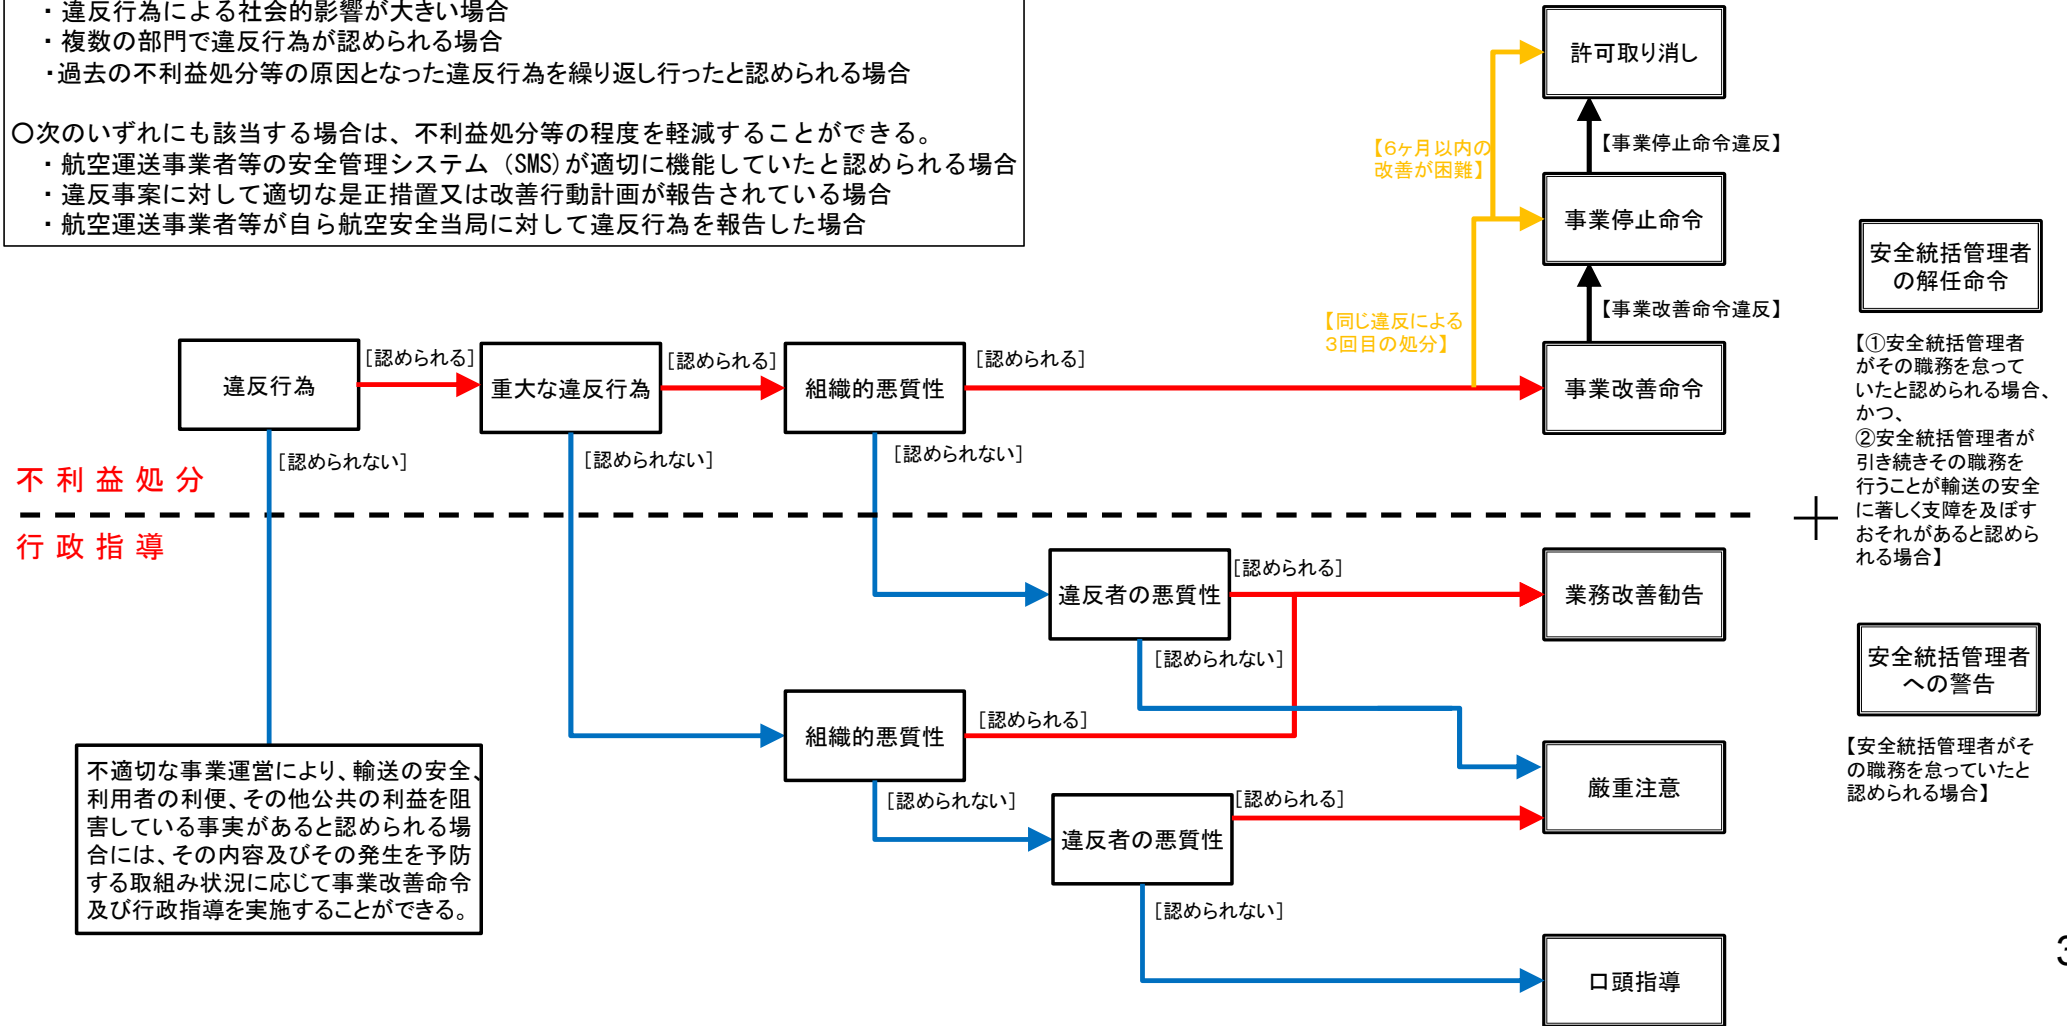 ・違反行為による社会的影響が大きい場合
・複数の部門で違反行為が認められる場合
・過去の不利益処分等の原因となった違反行為を繰り返し行ったと認められる場合
〇次のいずれにも該当する場合は、不利益処分等の程度を軽減することができる。
・航空運送事業者等の安全管理システム（SMS)が適切に機能していたと認められる場合
・違反事案に対して適切な是正措置又は改善行動計画が報告されている場合
・航空運送事業者等が自ら航空安全当局に対して違反行為を報告した場合
許可取り消し
【事業停止命令違反】
【6ヶ月以内の
改善が困難】
事業停止命令
【事業改善命令違反】
【同じ違反による
3回目の処分】
安全統括管理者
の解任命令
違反行為
[認められる]
重大な違反行為
[認められる]
組織的悪質性
[認められる]
事業改善命令
[認められない]
[認められない]
[認められない]
【①安全統括管理者
がその職務を怠って
いたと認められる場合、
かつ、
②安全統括管理者が
引き続きその職務を
行うことが輸送の安全
に著しく支障を及ぼす
おそれがあると認めら
れる場合】
不利益処分
行政指導
＋
違反者の悪質性
[認められる]
業務改善勧告
[認められない]
安全統括管理者
への警告
【安全統括管理者がそ
の職務を怠っていたと
認められる場合】
組織的悪質性
[認められる]
[認められない]
違反者の悪質性
[認められる]
厳重注意
[認められない]
口頭指導
不適切な事業運営により、輸送の安全、
利用者の利便、その他公共の利益を阻
害している事実があると認められる場
合には、その内容及びその発生を予防
する取組み状況に応じて事業改善命令
及び行政指導を実施することができる。
3